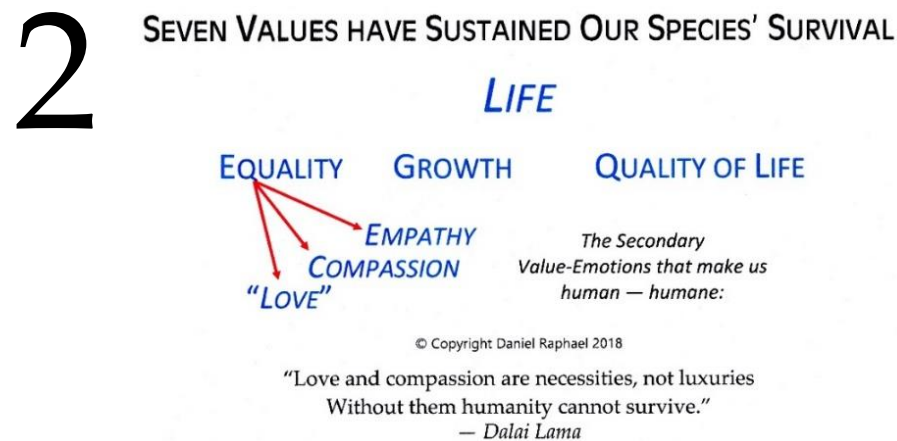 2
SEVEN VALUES HAVE SUSTAINED OUR SPECIES' SURVIVAL
LIFE
EQUALITY GROWTH QUALITY OF LIFE
EMPATHY
COMPASSION
“LOVE”
The Secondary
Value-Emotions that make us
human — humane:
© Copyright Daniel Raphael 2018
“Love and compassion are necessities, not luxuries
Without them humanity cannot survive.”
— Dalai Lama